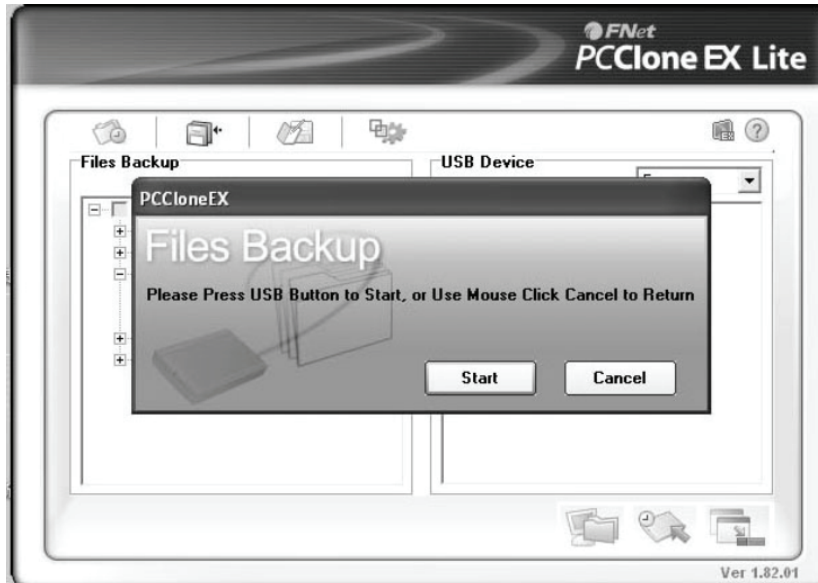 FNet
PCClone EX Lite
Files Backup
USB Device
PCCloneEX
Files Backup
Please Press USB Button to Start, or Use Mouse Click Cancel to Return
Start
Cancel
Ver 1.82.01